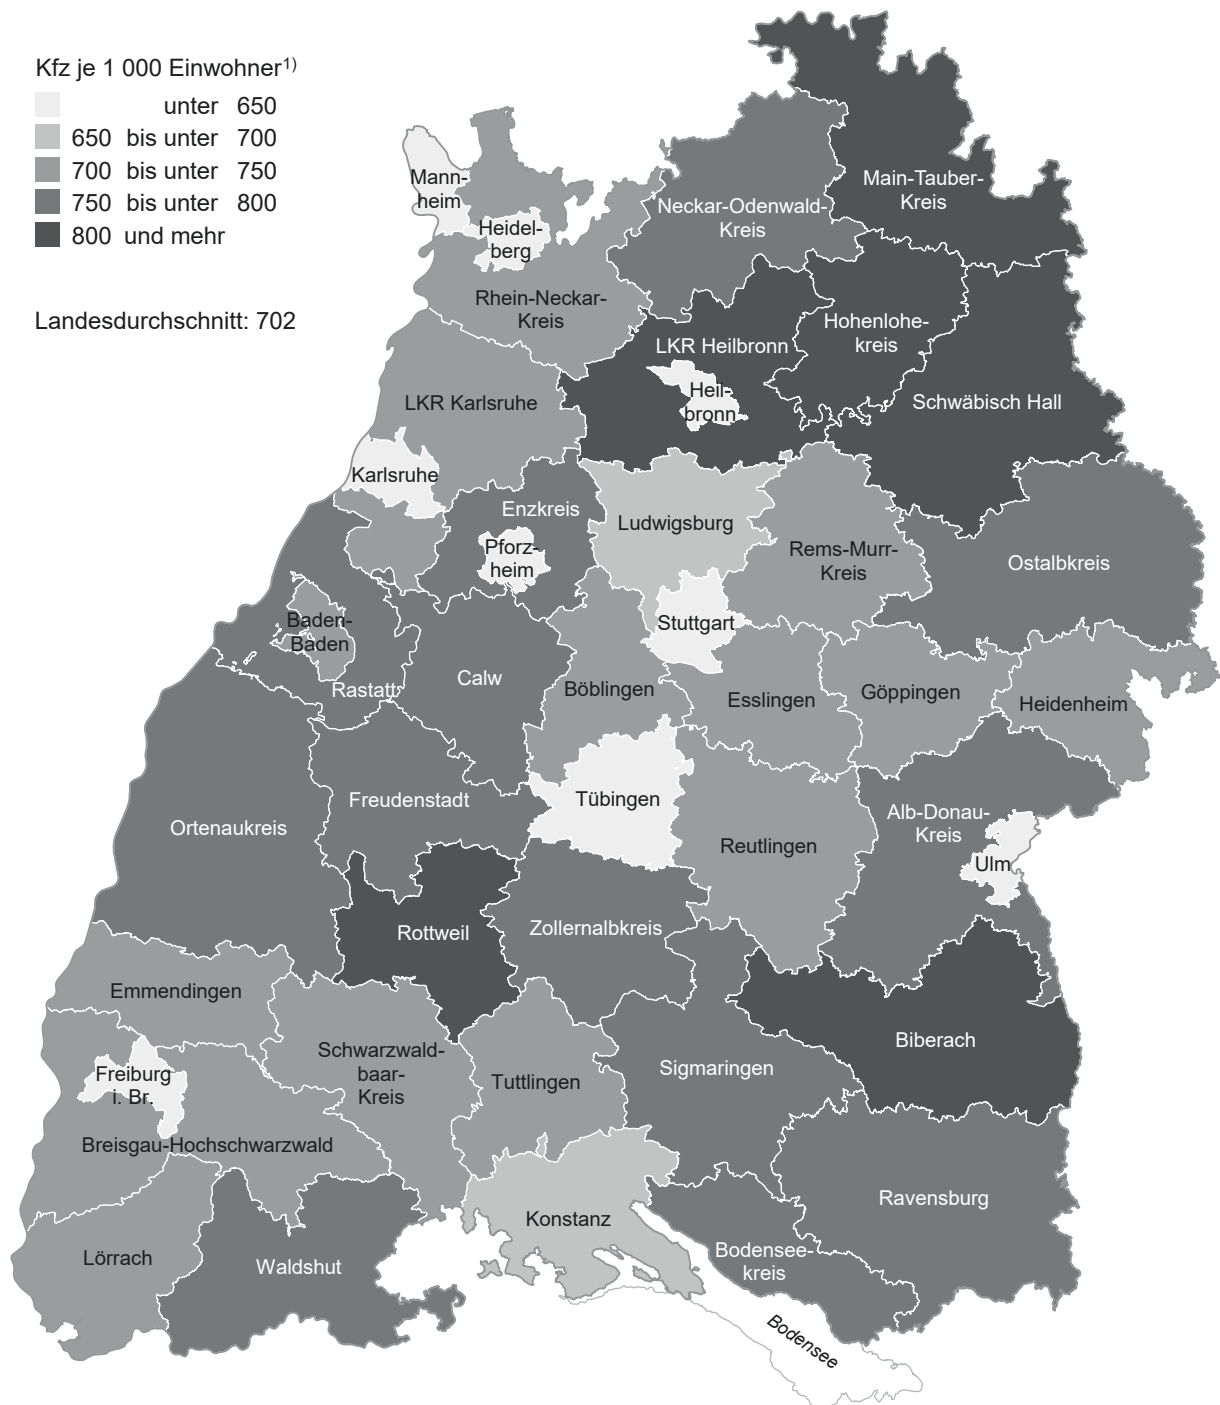 Kfz je 1 000 Einwohner1)
unter 650
650 bis unter 700
700 bis unter 750
750 bis unter 800
800 und mehr
Landesdurchschnitt: 702
Main-Tauber-
Kreis
Mann-
heim
Neckar-Odenwald-
Kreis
Heidel-
berg
Rhein-Neckar-
Kreis
Hohenlohe-
kreis
LKR Heilbronn
Heil-
bronn
LKR Karlsruhe
Schwäbisch Hall
Karlsruhe
Enzkreis
Ludwigsburg
Pforz-
heim
Rems-Murr-
Kreis
Ostalbkreis
Baden-
Baden
Stuttgart
Rastatt
Calw
Böblingen
Esslingen
Göppingen
Heidenheim
Freudenstadt
Tübingen
Ortenaukreis
Reutlingen
Alb-Donau-
Kreis
Ulm
Rottweil
Zollernalbkreis
Emmendingen
Biberach
Schwarzwald-
baar-
Kreis
Freiburg
i. Br.
Tuttlingen
Sigmaringen
Breisgau-Hochschwarzwald
Ravensburg
Konstanz
Lörrach
Waldshut
Bodensee-
kreis
Bodensee